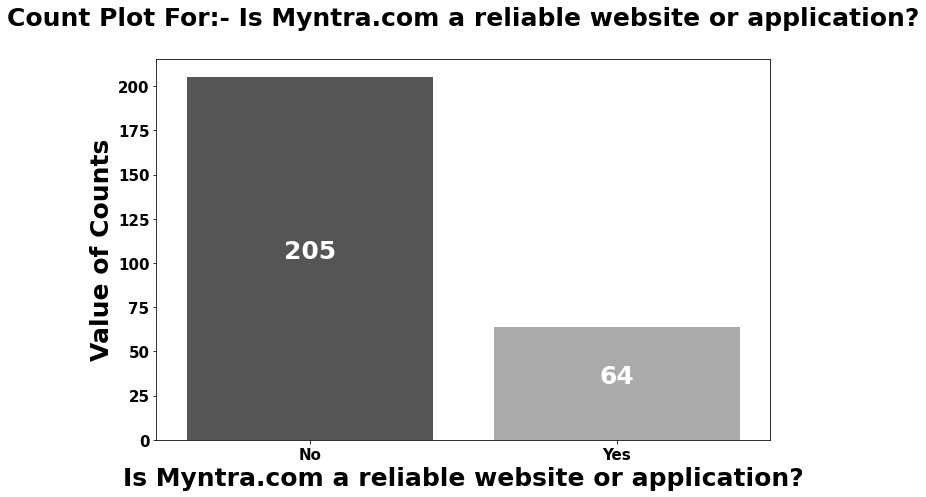 Count Plot For:- Is Myntra.com a reliable website or application?
Value of Counts
200
175
150
125
100
75
50
25
0
205
64
No
Yes
Is Myntra.com a reliable website or application?